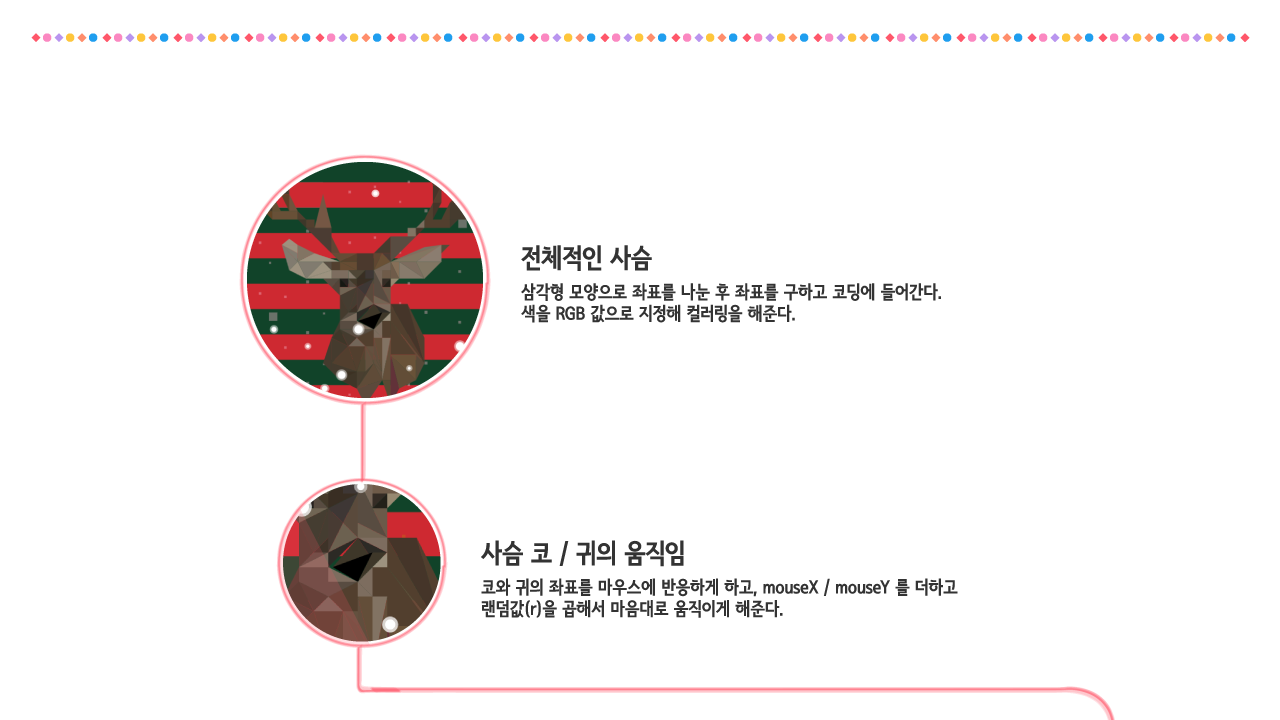 전체적인 사슴
삼각형 모양으로 좌표를 나눈 후 좌표를 구하고 코딩에 들어간다.
색을 RGB 값으로 지정해 컬러링을 해준다.
사슴 코 / 귀의 움직임
코와 귀의 좌표를 마우스에 반응하게 하고, mouseX / mouseY 를 더하고
랜덤값(r)을 곱해서 마음대로 움직이게 해준다.